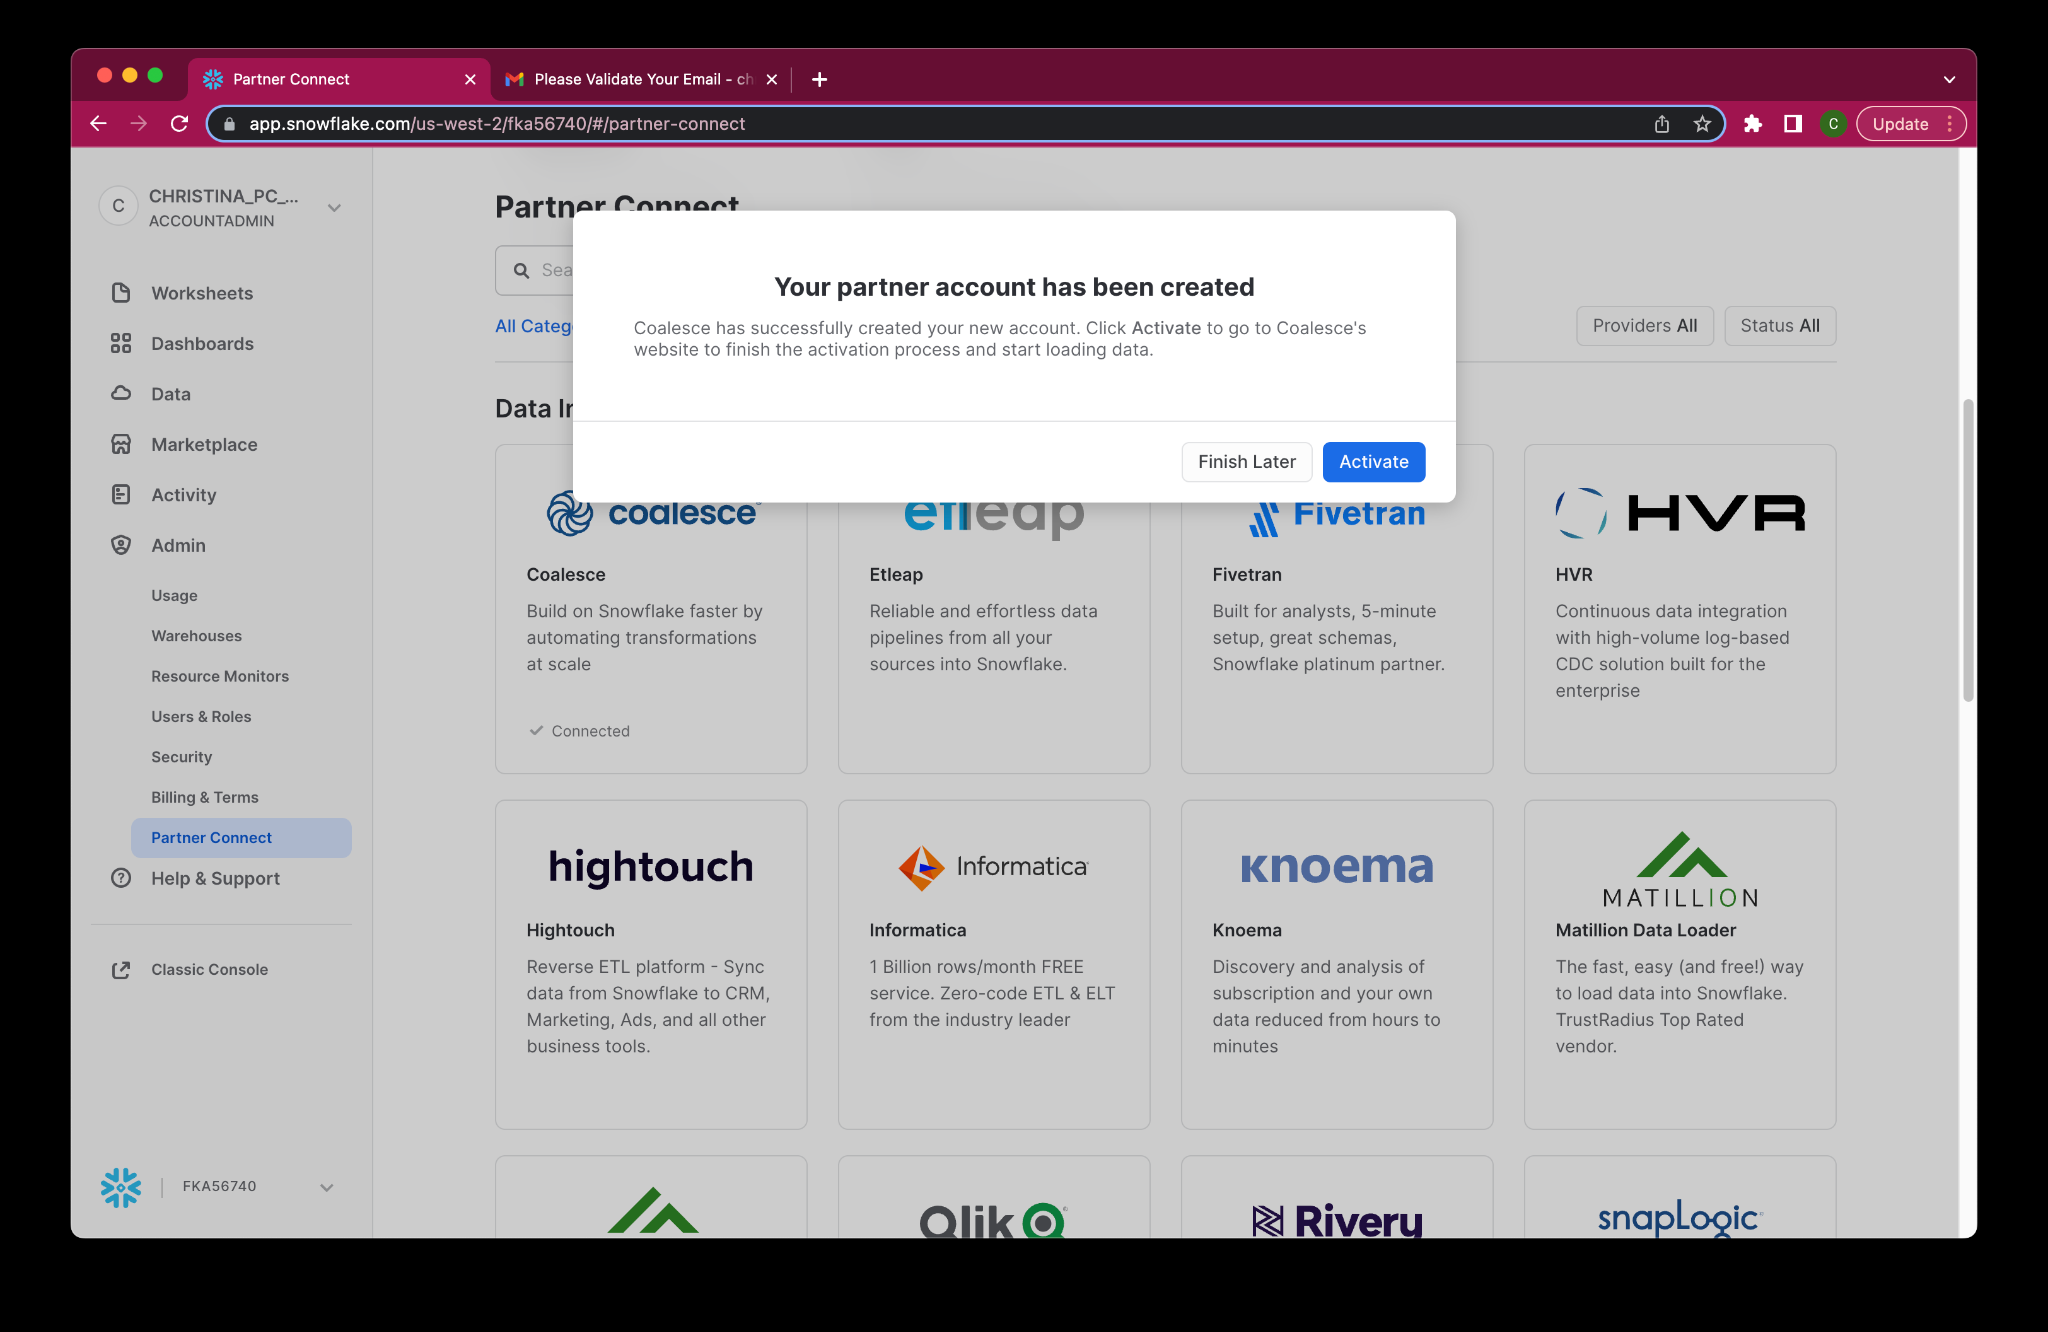 Partner Connect
Please Validate Your Email - ch
app.snowflake.com/us-west-2/fka56740/#/partner-connect
C
Update
C
CHRISTINA_PC_...
ACCOUNTADMIN
Worksheets
Dashboards
Data
Marketplace
Activity
Admin
Usage
Warehouses
Resource Monitors
Users & Roles
Security
Billing & Terms
Partner Connect
Help & Support
Classic Console
FKA56740
Partner Connect
Sea
All Catego
Providers All
Status All
Data In
Your partner account has been created
Coalesce has successfully created your new account. Click Activate to go to Coalesce's
website to finish the activation process and start loading data.
Finish Later
Activate
coalesce
Coalesce
Build on Snowflake faster by
automating transformations
at scale
Connected
etleap
Etleap
Reliable and effortless data
pipelines from all your
sources into Snowflake.
Fivetran
Fivetran
Built for analysts, 5-minute
setup, great schemas,
Snowflake platinum partner.
HVR
HVR
Continuous data integration
with high-volume log-based
CDC solution built for the
enterprise
hightouch
Hightouch
Reverse ETL platform - Sync
data from Snowflake to CRM,
Marketing, Ads, and all other
business tools.
Informatica
Informatica
1 Billion rows/month FREE
service. Zero-code ETL & ELT
from the industry leader
Knoema
Knoema
Discovery and analysis of
subscription and your own
data reduced from hours to
minutes
MATILLION
Matillion Data Loader
The fast, easy (and free!) way
to load data into Snowflake.
TrustRadius Top Rated
vendor.
Qlik
Rivery
snapLogic